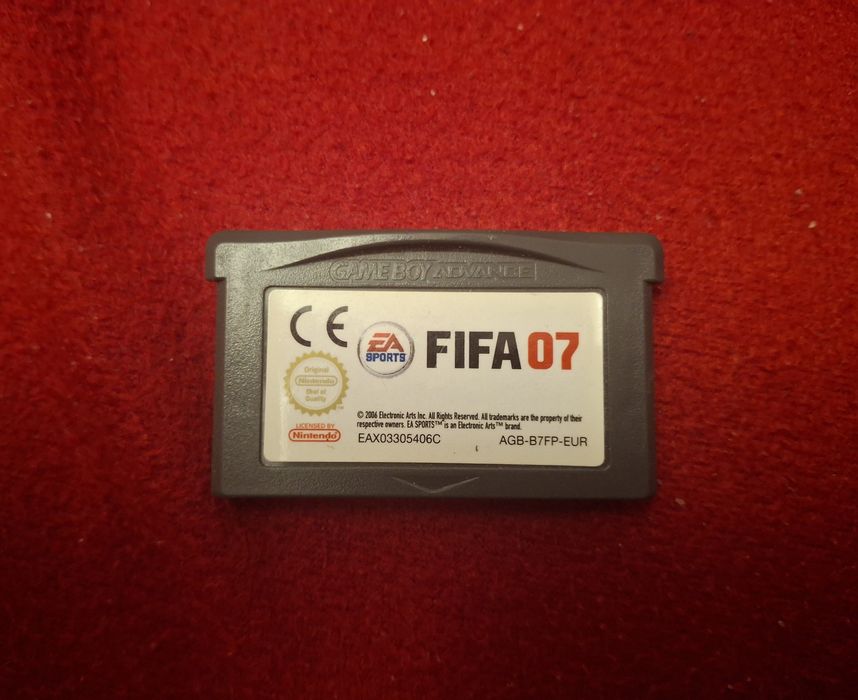 GAME BOY ADVANCE
CE
EA
SPORTS™
FIFA 07
Original
Nintendo
Seal of
Quality
™
LICENSED BY
Nintendo
© 2006 Electronic Arts Inc. All Rights Reserved. All trademarks are the property of their
respective owners. EA SPORTS™ is an Electronic Arts™ brand.
EAX03305406C
AGB-B7FP-EUR